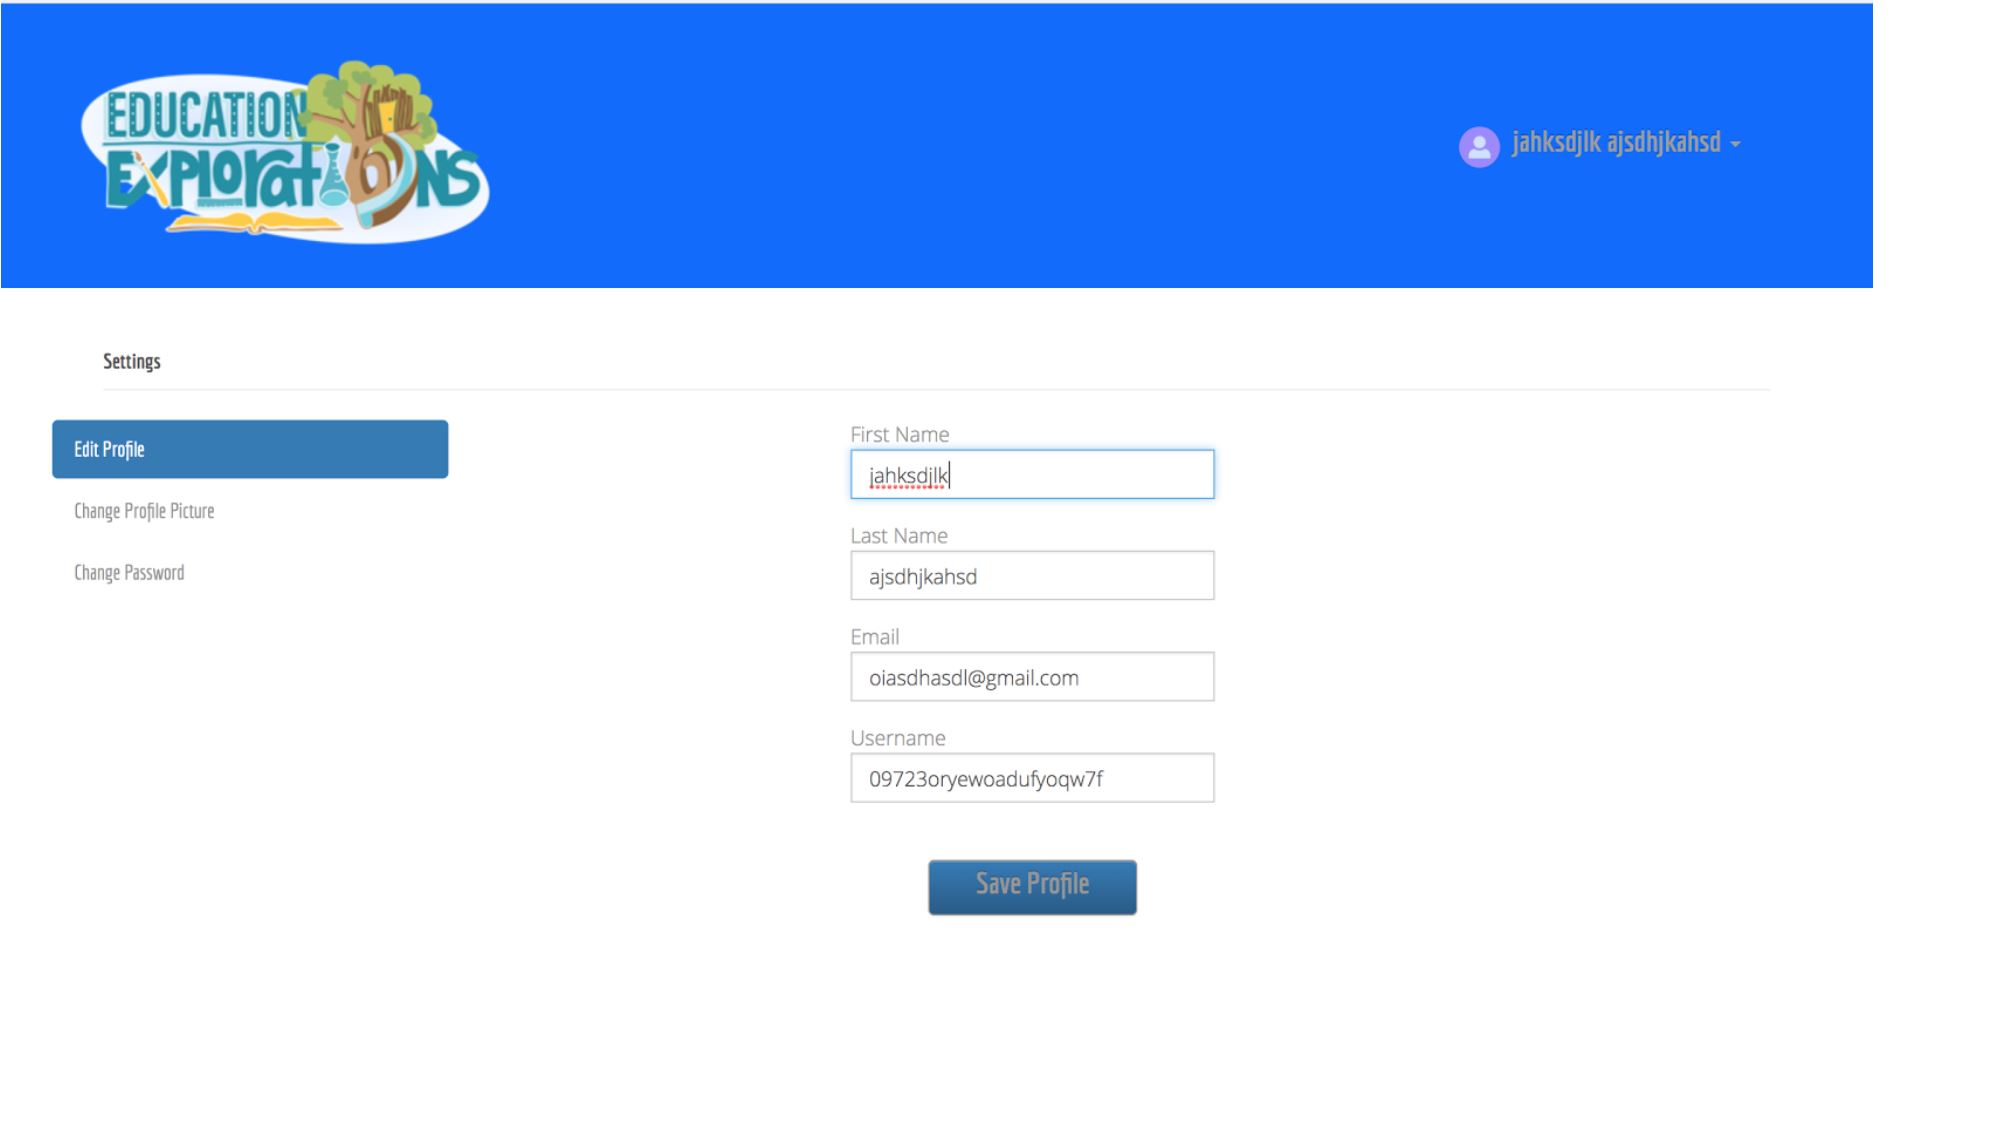 EDUCATION
EXPlORatIONS
jahksdjlk ajsdhjkahsd
Settings
Edit Profile
Change Profile Picture
Change Password
First Name
jahksdjlk
Last Name
ajsdhjkahsd
Email
oiasdhasdl@gmail.com
Username
09723oryewoadufyoqw7f
Save Profile